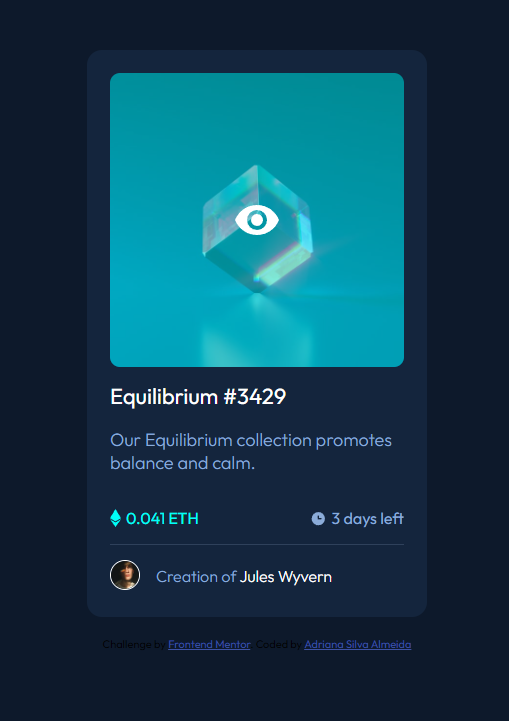 Equilibrium #3429
Our Equilibrium collection promotes
balance and calm.
0.041 ETH
3 days left
Creation of Jules Wyvern
Challenge by Frontend Mentor. Coded by Adriana Silva Almeida